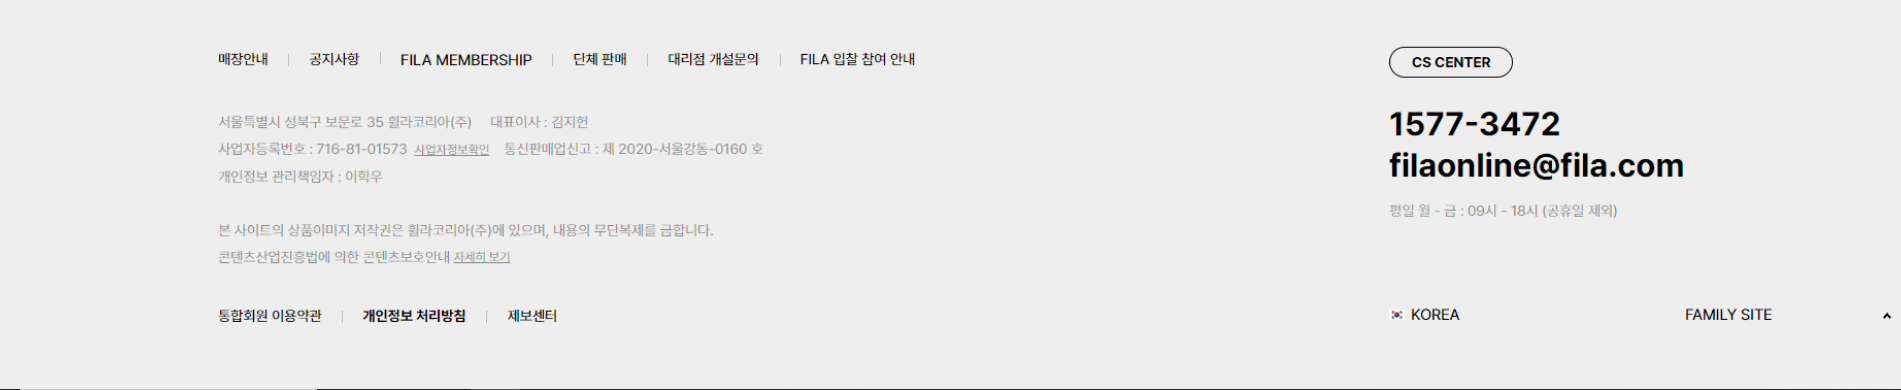 매장안내 | 공지사항 | FILA MEMBERSHIP | 단체 판매 | 대리점 개설문의 | FILA 입찰 참여 안내
서울특별시 성북구 보문로 35 휠라코리아(주) 대표이사 : 김지헌
사업자등록번호 : 716-81-01573 사업자정보확인 통신판매업신고 : 제 2020-서울강동-0160 호
개인정보 관리책임자 : 이학우
본 사이트의 상품이미지 저작권은 휠라코리아(주)에 있으며, 내용의 무단복제를 금합니다.
콘텐츠산업진흥법에 의한 콘텐츠보호안내 자세히 보기
통합회원 이용약관 | 개인정보 처리방침 | 제보센터
CS CENTER
1577-3472
filaonline@fila.com
평일 월 - 금 : 09시 - 18시 (공휴일 제외)
KOREA
FAMILY SITE